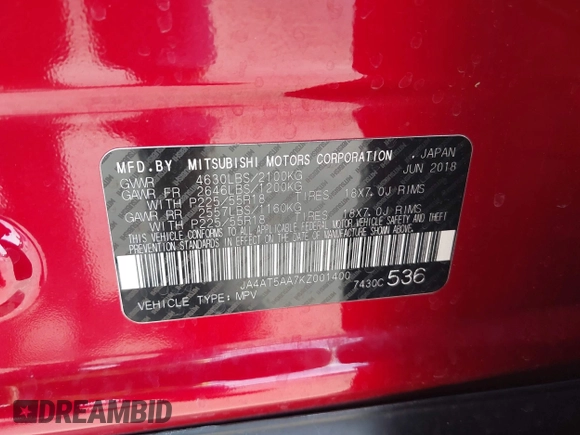 MFD.BY MITSUBISHI MOTORS CORPORATION . JAPAN
GVWR 4630LBS/2100KG JUN 2018
GAWR FR 2646LBS/1200KG
WITH P225/55R18 TIRES 18X7.0J RIMS
GAWR RR 2557LBS/1160KG
WITH P225/55R18 TIRES 18X7.0J RIMS
THIS VEHICLE CONFORMS TO ALL APPLICABLE FEDERAL MOTOR VEHICLE SAFETY AND THEFT
PREVENTION STANDARDS IN EFFECT ON THE DATE OF MANUFACTURE SHOWN ABOVE.
JA4AT5AA7KZ001400 7430C 536
VEHICLE TYPE: MPV
DREAMBID